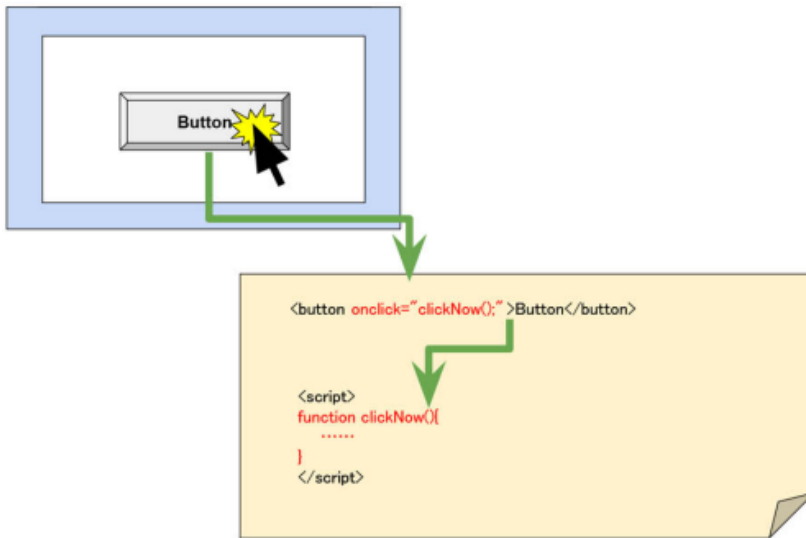 Button
<button onclick="clickNow();" >Button</button>
<script>
function clickNow(){
......
}
</script>